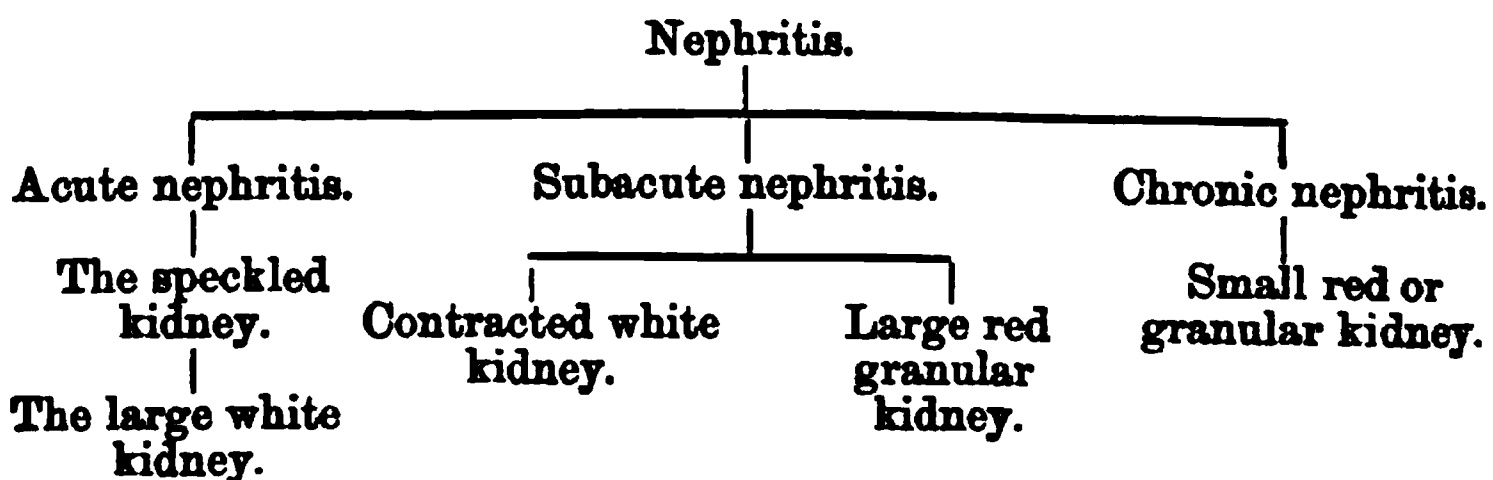 Nephritis.
Acute nephritis.
Subacute nephritis.
Chronic nephritis.
The speckled
kidney.
Contracted white
kidney.
Large red
granular
kidney.
Small red or
granular kidney.
The large white
kidney.